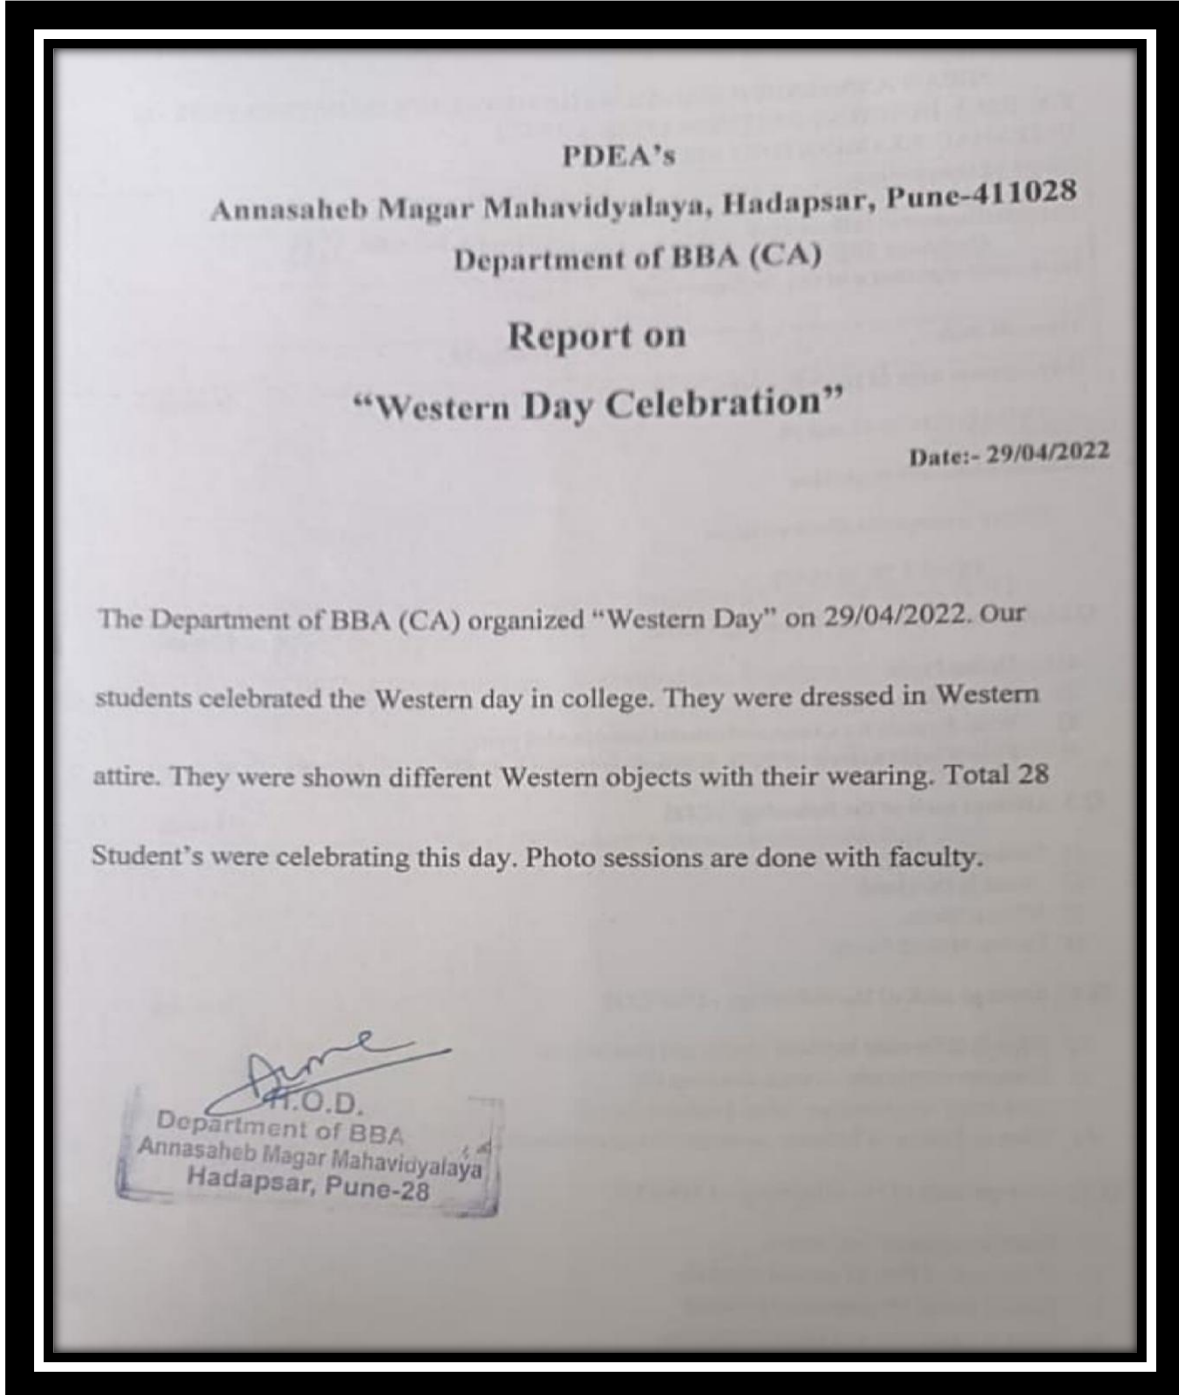 PDEA's
Annasaheb Magar Mahavidyalaya, Hadapsar, Pune-411028
Department of BBA (CA)
Report on
“Western Day Celebration”
Date:- 29/04/2022
The Department of BBA (CA) organized “Western Day” on 29/04/2022. Our
students celebrated the Western day in college. They were dressed in Western
attire. They were shown different Western objects with their wearing. Total 28
Student's were celebrating this day. Photo sessions are done with faculty.
H.O.D.
Department of BBA
Annasaheb Magar Mahavidyalaya
Hadapsar, Pune-28